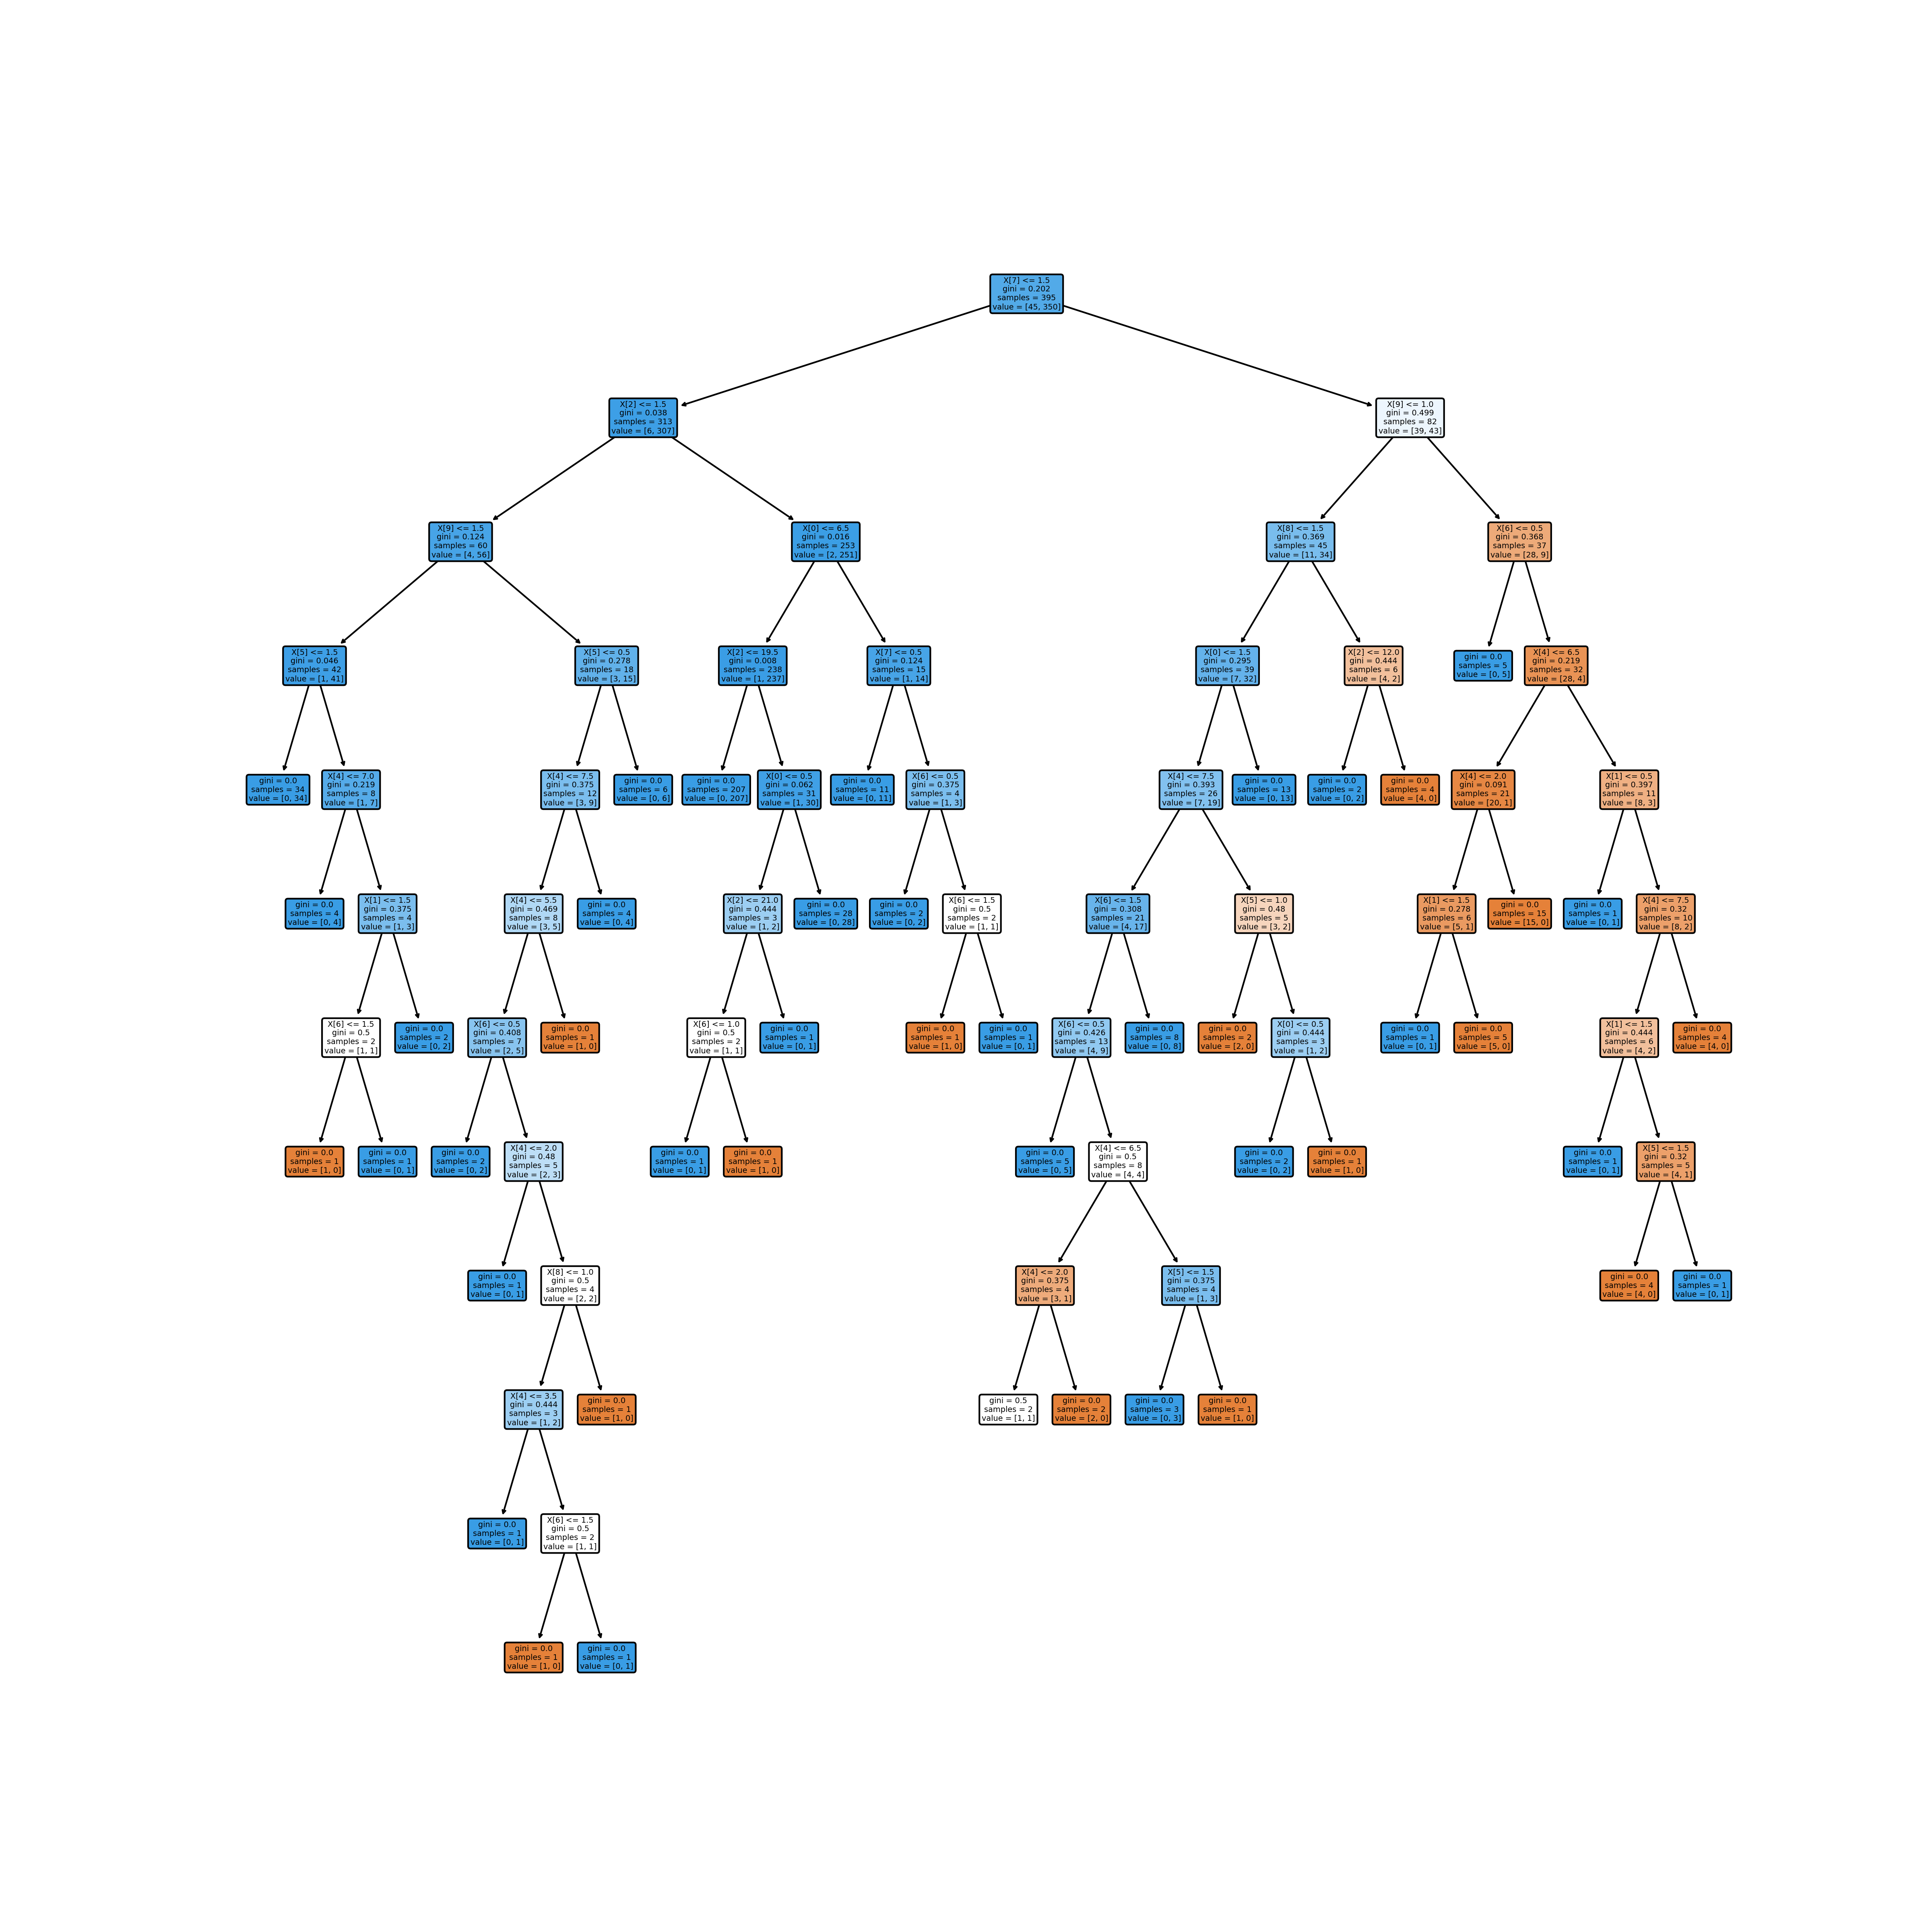 X[7] <= 1.5
gini = 0.202
samples = 395
value = [45, 350]
X[2] <= 1.5
gini = 0.038
samples = 313
value = [6, 307]
X[9] <= 1.0
gini = 0.499
samples = 82
value = [39, 43]
X[9] <= 1.5
gini = 0.124
samples = 60
value = [4, 56]
X[0] <= 6.5
gini = 0.016
samples = 253
value = [2, 251]
X[8] <= 1.5
gini = 0.369
samples = 45
value = [11, 34]
X[6] <= 0.5
gini = 0.368
samples = 37
value = [28, 9]
X[5] <= 1.5
gini = 0.046
samples = 42
value = [1, 41]
X[5] <= 0.5
gini = 0.278
samples = 18
value = [3, 15]
X[2] <= 19.5
gini = 0.008
samples = 238
value = [1, 237]
X[7] <= 0.5
gini = 0.124
samples = 15
value = [1, 14]
X[0] <= 1.5
gini = 0.295
samples = 39
value = [7, 32]
X[2] <= 12.0
gini = 0.444
samples = 6
value = [4, 2]
gini = 0.0
samples = 5
value = [0, 5]
X[4] <= 6.5
gini = 0.219
samples = 32
value = [28, 4]
gini = 0.0
samples = 34
value = [0, 34]
X[4] <= 7.0
gini = 0.219
samples = 8
value = [1, 7]
X[4] <= 7.5
gini = 0.375
samples = 12
value = [3, 9]
gini = 0.0
samples = 6
value = [0, 6]
gini = 0.0
samples = 207
value = [0, 207]
X[0] <= 0.5
gini = 0.062
samples = 31
value = [1, 30]
gini = 0.0
samples = 11
value = [0, 11]
X[6] <= 0.5
gini = 0.375
samples = 4
value = [1, 3]
X[4] <= 7.5
gini = 0.393
samples = 26
value = [7, 19]
gini = 0.0
samples = 13
value = [0, 13]
gini = 0.0
samples = 2
value = [0, 2]
gini = 0.0
samples = 4
value = [4, 0]
X[4] <= 2.0
gini = 0.091
samples = 21
value = [20, 1]
X[1] <= 0.5
gini = 0.397
samples = 11
value = [8, 3]
gini = 0.0
samples = 4
value = [0, 4]
X[1] <= 1.5
gini = 0.375
samples = 4
value = [1, 3]
X[4] <= 5.5
gini = 0.469
samples = 8
value = [3, 5]
gini = 0.0
samples = 4
value = [0, 4]
X[2] <= 21.0
gini = 0.444
samples = 3
value = [1, 2]
gini = 0.0
samples = 28
value = [0, 28]
gini = 0.0
samples = 2
value = [0, 2]
X[6] <= 1.5
gini = 0.5
samples = 2
value = [1, 1]
X[6] <= 1.5
gini = 0.308
samples = 21
value = [4, 17]
X[5] <= 1.0
gini = 0.48
samples = 5
value = [3, 2]
X[1] <= 1.5
gini = 0.278
samples = 6
value = [5, 1]
gini = 0.0
samples = 15
value = [15, 0]
gini = 0.0
samples = 1
value = [0, 1]
X[4] <= 7.5
gini = 0.32
samples = 10
value = [8, 2]
X[6] <= 1.5
gini = 0.5
samples = 2
value = [1, 1]
gini = 0.0
samples = 2
value = [0, 2]
X[6] <= 0.5
gini = 0.408
samples = 7
value = [2, 5]
gini = 0.0
samples = 1
value = [1, 0]
X[6] <= 1.0
gini = 0.5
samples = 2
value = [1, 1]
gini = 0.0
samples = 1
value = [0, 1]
gini = 0.0
samples = 1
value = [1, 0]
gini = 0.0
samples = 1
value = [0, 1]
X[6] <= 0.5
gini = 0.426
samples = 13
value = [4, 9]
gini = 0.0
samples = 8
value = [0, 8]
gini = 0.0
samples = 2
value = [2, 0]
X[0] <= 0.5
gini = 0.444
samples = 3
value = [1, 2]
gini = 0.0
samples = 1
value = [0, 1]
gini = 0.0
samples = 5
value = [5, 0]
X[1] <= 1.5
gini = 0.444
samples = 6
value = [4, 2]
gini = 0.0
samples = 4
value = [4, 0]
gini = 0.0
samples = 1
value = [1, 0]
gini = 0.0
samples = 1
value = [0, 1]
gini = 0.0
samples = 2
value = [0, 2]
X[4] <= 2.0
gini = 0.48
samples = 5
value = [2, 3]
gini = 0.0
samples = 1
value = [0, 1]
gini = 0.0
samples = 1
value = [1, 0]
gini = 0.0
samples = 5
value = [0, 5]
X[4] <= 6.5
gini = 0.5
samples = 8
value = [4, 4]
gini = 0.0
samples = 2
value = [0, 2]
gini = 0.0
samples = 1
value = [1, 0]
gini = 0.0
samples = 1
value = [0, 1]
X[5] <= 1.5
gini = 0.32
samples = 5
value = [4, 1]
gini = 0.0
samples = 1
value = [0, 1]
X[8] <= 1.0
gini = 0.5
samples = 4
value = [2, 2]
X[4] <= 2.0
gini = 0.375
samples = 4
value = [3, 1]
X[5] <= 1.5
gini = 0.375
samples = 4
value = [1, 3]
gini = 0.0
samples = 4
value = [4, 0]
gini = 0.0
samples = 1
value = [0, 1]
X[4] <= 3.5
gini = 0.444
samples = 3
value = [1, 2]
gini = 0.0
samples = 1
value = [1, 0]
gini = 0.5
samples = 2
value = [1, 1]
gini = 0.0
samples = 2
value = [2, 0]
gini = 0.0
samples = 3
value = [0, 3]
gini = 0.0
samples = 1
value = [1, 0]
gini = 0.0
samples = 1
value = [0, 1]
X[6] <= 1.5
gini = 0.5
samples = 2
value = [1, 1]
gini = 0.0
samples = 1
value = [1, 0]
gini = 0.0
samples = 1
value = [0, 1]